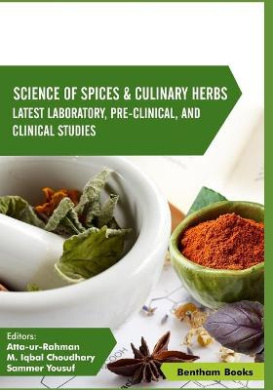 SCIENCE OF SPICES & CULINARY HERBS
LATEST LABORATORY, PRE-CLINICAL, AND
CLINICAL STUDIES
Editors:
Atta-ur-Rahman
M. Iqbal Choudhary
Sammer Yousuf
Bentham Books